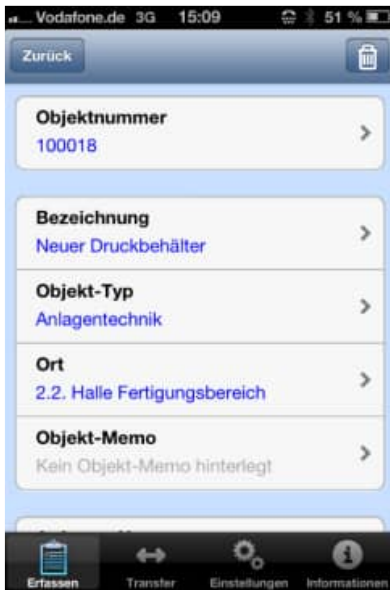 Vodafone.de 3G 15:09 51 %
Zurück
Objektnummer
100018
Bezeichnung
Neuer Druckbehälter
Objekt-Typ
Anlagentechnik
Ort
2.2. Halle Fertigungsbereich
Objekt-Memo
Kein Objekt-Memo hinterlegt
Erfassen Transfer Einstellungen Informationen